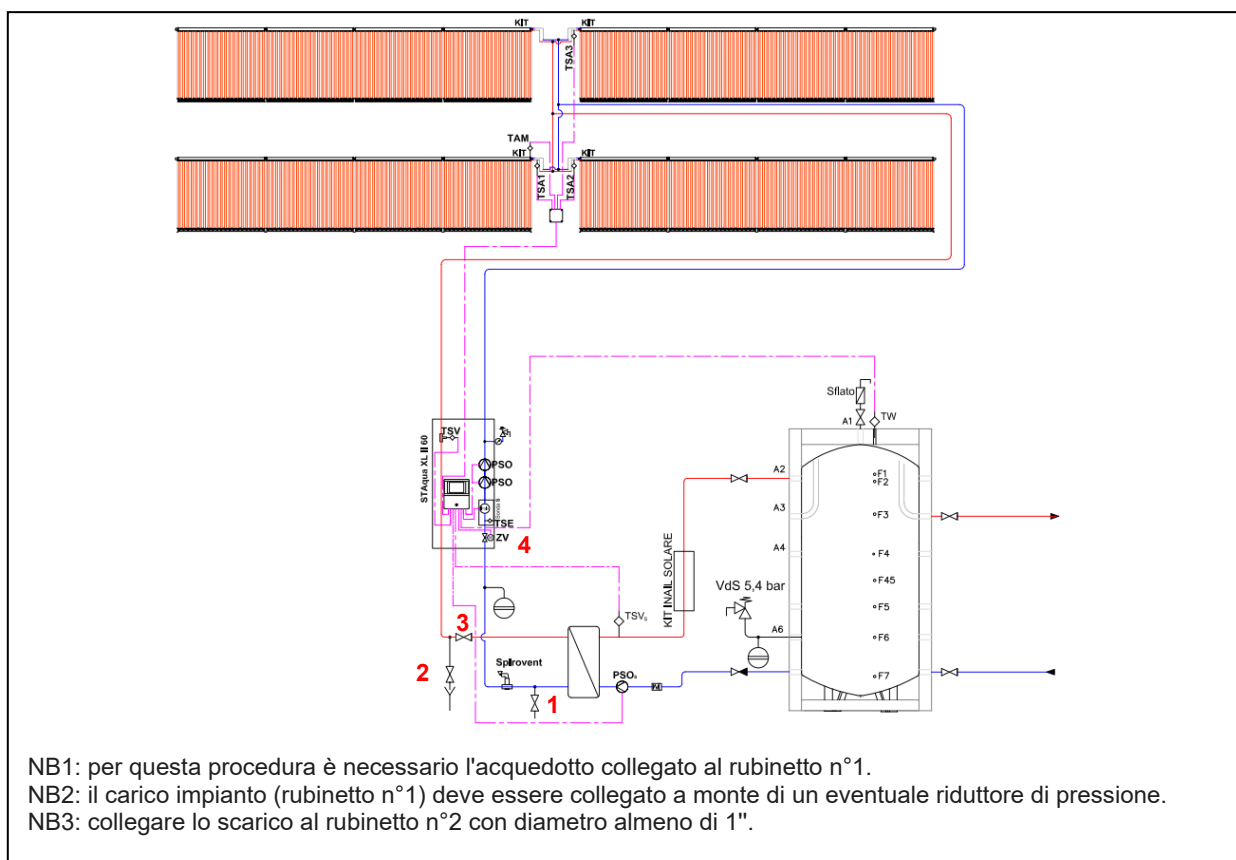 KIT
KIT
TSA3
TAM
KIT
KIT
TSA1
TSA2
Sflato
A1
TW
STAqua XL II 60
TSV
PSO
PSO
TSE
ZV
4
A2
A3
A4
A6
F1
F2
F3
F4
F45
F5
F6
F7
KIT INAIL SOLARE
VdS 5,4 bar
TSV
3
2
Spirovent
1
PSO
NB1: per questa procedura è necessario l'acquedotto collegato al rubinetto n°1.
NB2: il carico impianto (rubinetto n°1) deve essere collegato a monte di un eventuale riduttore di pressione.
NB3: collegare lo scarico al rubinetto n°2 con diametro almeno di 1".